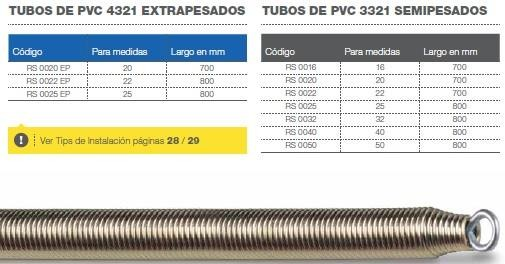 TUBOS DE PVC 4321 EXTRAPESADOS
Código Para medidas Largo en mm
RS 0020 EP 20 700
RS 0022 EP 22 800
RS 0025 EP 25 800
Ver Tips de Instalación páginas 28 / 29
TUBOS DE PVC 3321 SEMIPESADOS
Código Para medidas Largo en mm
RS 0016 16 700
RS 0020 20 700
RS 0022 22 700
RS 0025 25 800
RS 0032 32 800
RS 0040 40 800
RS 0050 50 800